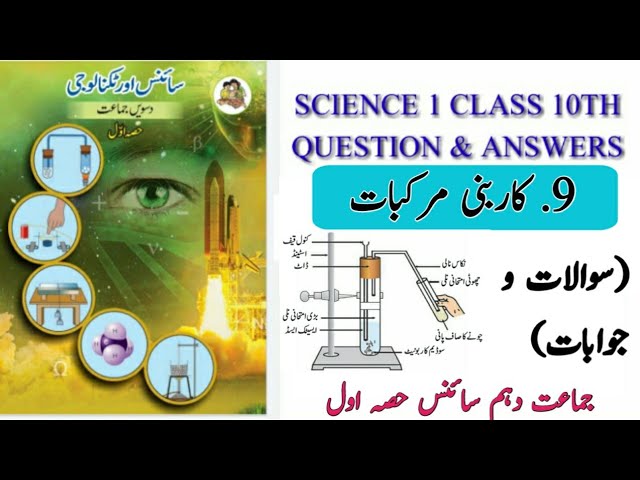 سائنس اور ٹکنالوجی
دسویں جماعت
حصہ اوّل
SCIENCE 1 CLASS 10TH
QUESTION & ANSWERS
9. کاربنی مرکبات
(سوالات و
جوابات)
کنول قیف
اسٹینڈ
ڈاٹ
نکاس نالی
چھوٹی امتحانی نلی
بڑی امتحانی نلی
ایسیٹک ایسڈ
چونے کا صاف پانی
سوڈیم کاربونیٹ
جماعت دہم سائنس حصہ اول